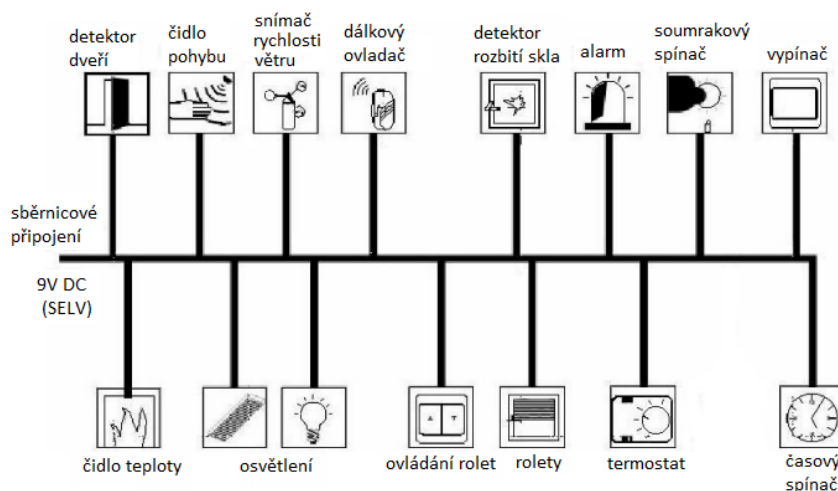 detektor
dveří
čidlo
pohybu
snímač
rychlosti
větru
dálkový
ovladač
detektor
rozbití skla
alarm
soumrakový
spínač
vypínač
sběrnicové
připojení
9V DC
(SELV)
čidlo teploty
osvětlení
ovládání rolet
rolety
termostat
časový
spínač